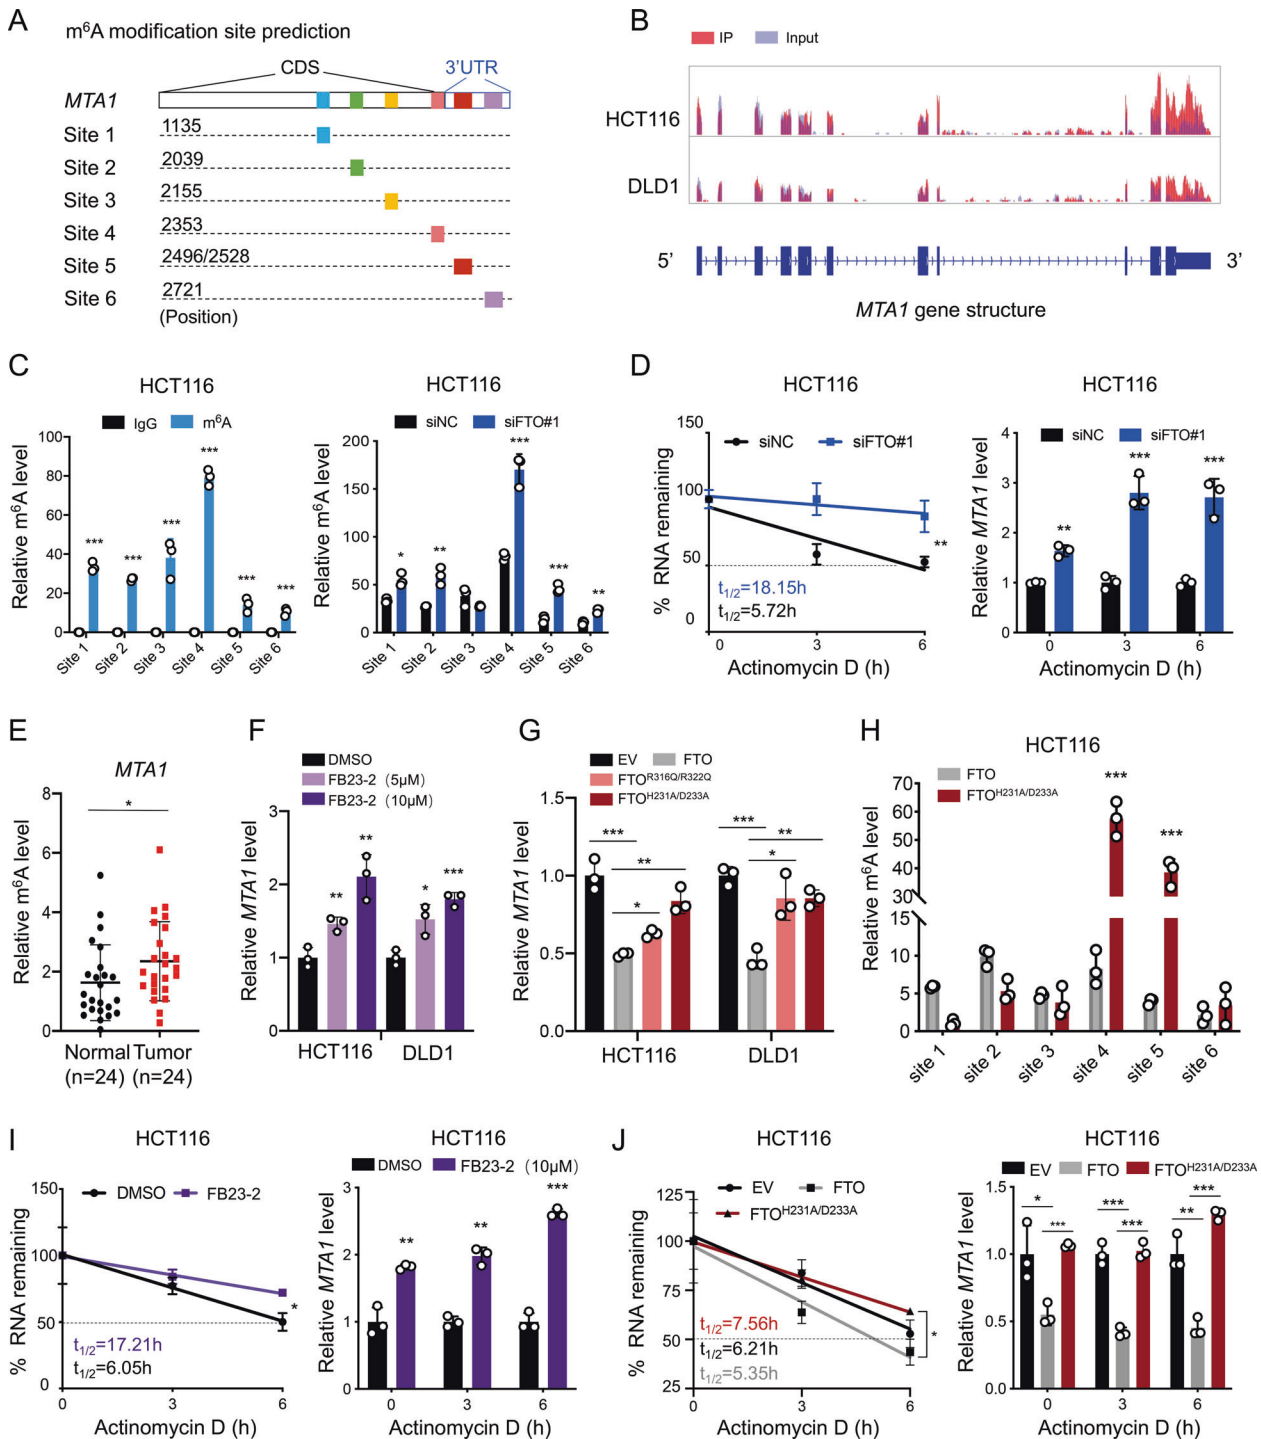 A
m⁶A modification site prediction
CDS 3'UTR
MTA1
Site 1 1135
Site 2 2039
Site 3 2155
Site 4 2353
Site 5 2496/2528
Site 6 2721
(Position)
B
IP Input
HCT116
DLD1
5' 3'
MTA1 gene structure
C
HCT116
IgG m⁶A
Relative m⁶A level
100
80
60
40
20
0
*** *** *** *** *** ***
Site 1 Site 2 Site 3 Site 4 Site 5 Site 6
HCT116
siNC siFTO#1
Relative m⁶A level
200
150
100
50
0
* ** *** *** **
Site 1 Site 2 Site 3 Site 4 Site 5 Site 6
D
HCT116
siNC siFTO#1
% RNA remaining
150
100
50
0
**
t1/2=18.15h
t1/2=5.72h
0 3 6
Actinomycin D (h)
HCT116
siNC siFTO#1
Relative MTA1 level
4
3
2
1
0
** *** ***
0 3 6
Actinomycin D (h)
E
MTA1
*
Relative m⁶A level
8
6
4
2
0
Normal Tumor
(n=24) (n=24)
F
DMSO
FB23-2 (5μM)
FB23-2 (10μM)
Relative MTA1 level
3
2
1
0
** ** * ***
HCT116 DLD1
G
EV FTO
FTO^R316Q/R322Q
FTO^H231A/D233A
Relative MTA1 level
1.5
1.0
0.5
0.0
*** ** * *** ** *
HCT116 DLD1
H
HCT116
FTO
FTO^H231A/D233A
Relative m⁶A level
70
60
50
40
30
15
10
5
0
*** ***
site 1 site 2 site 3 site 4 site 5 site 6
I
HCT116
DMSO FB23-2
% RNA remaining
150
100
50
0
*
t1/2=17.21h
t1/2=6.05h
0 3 6
Actinomycin D (h)
HCT116
DMSO FB23-2 (10μM)
Relative MTA1 level
3
2
1
0
** ** ***
0 3 6
Actinomycin D (h)
J
HCT116
EV FTO
FTO^H231A/D233A
% RNA remaining
125
100
75
50
25
*
t1/2=7.56h
t1/2=6.21h
t1/2=5.35h
0 3 6
Actinomycin D (h)
HCT116
EV FTO FTO^H231A/D233A
Relative MTA1 level
1.5
1.0
0.5
0.0
* *** *** *** ** ***
0 3 6
Actinomycin D (h)